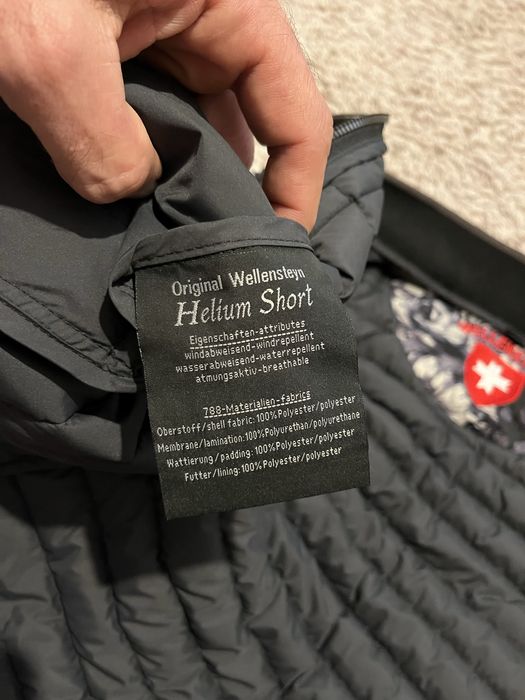 Original Wellensteyn
Helium Short
Eigenschaften-attributes
windabweisend-windrepellent
wasserabweisend-waterrepellent
atmungsaktiv-breathable
788-Materialien-fabrics
Oberstoff/shell fabric:100%Polyester/polyester
Membrane/lamination:100%Polyurethan/polyurethane
Wattierung/padding:100%Polyester/polyester
Futter/lining:100%Polyester/polyester